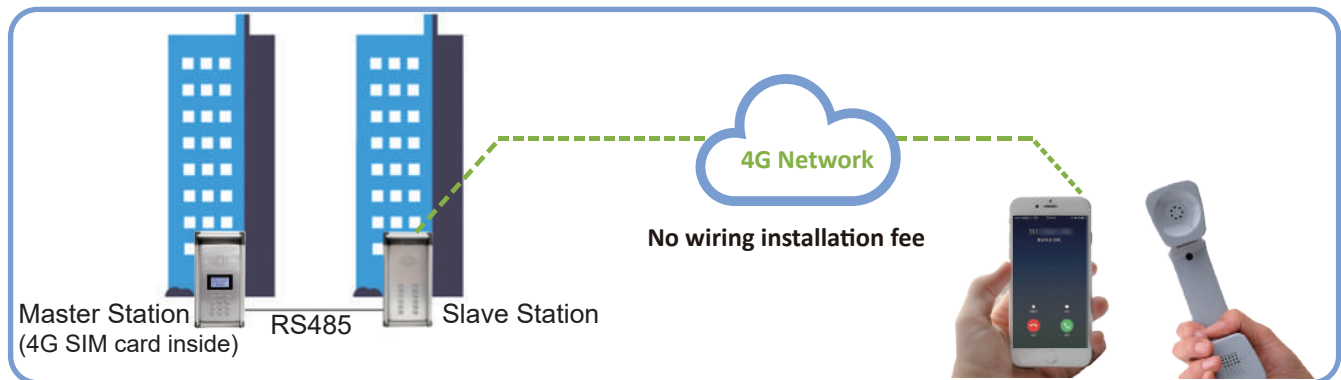 4G Network
No wiring installation fee
Master Station
(4G SIM card inside)
RS485
Slave Station